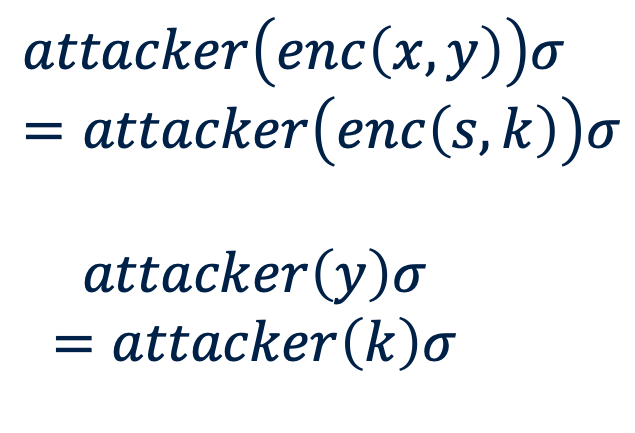 attacker(enc(x, y))σ
= attacker(enc(s, k))σ
attacker(y)σ
= attacker(k)σ